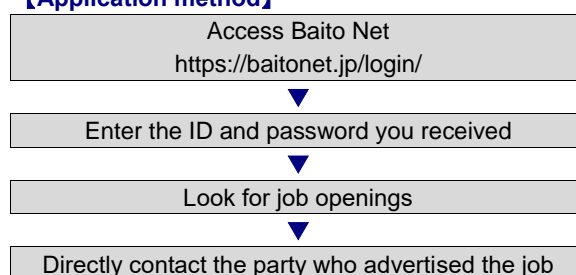 【Application method】
Access Baito Net
https://baitonet.jp/login/
▼
Enter the ID and password you received
▼
Look for job openings
▼
Directly contact the party who advertised the job